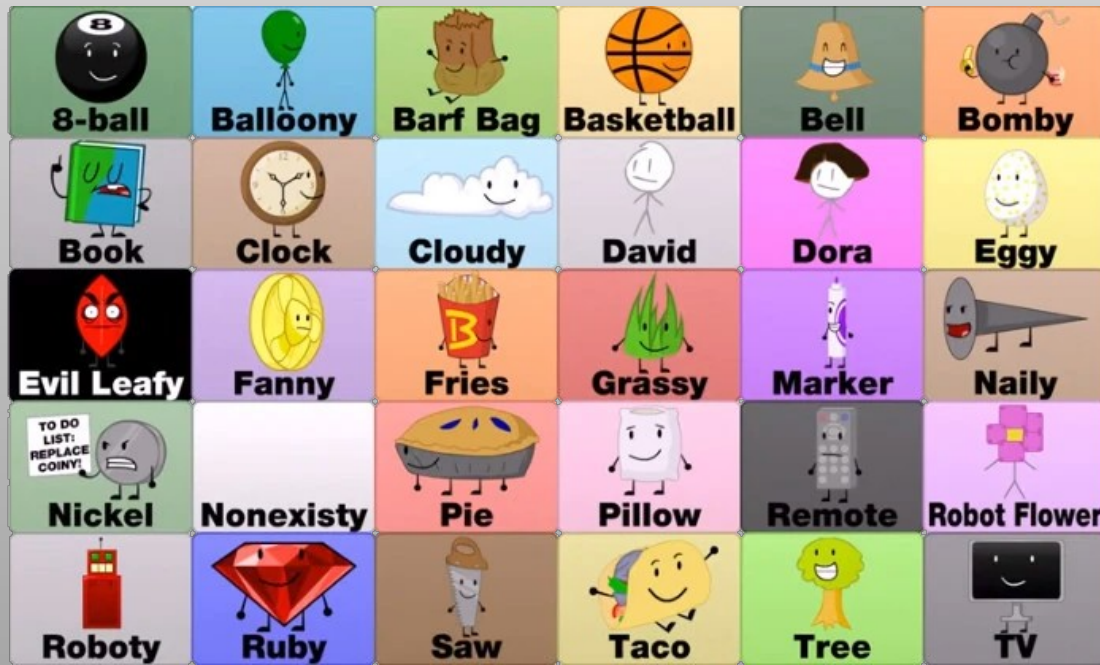 8
8-ball Balloony Barf Bag Basketball Bell Bomby
12
Book Clock Cloudy David Dora Eggy
B
Evil Leafy Fanny Fries Grassy Marker Naily
TO DO
LIST:
REPLACE
COINY!
Nickel Nonexisty Pie Pillow Remote Robot Flower
Roboty Ruby Saw Taco Tree TV